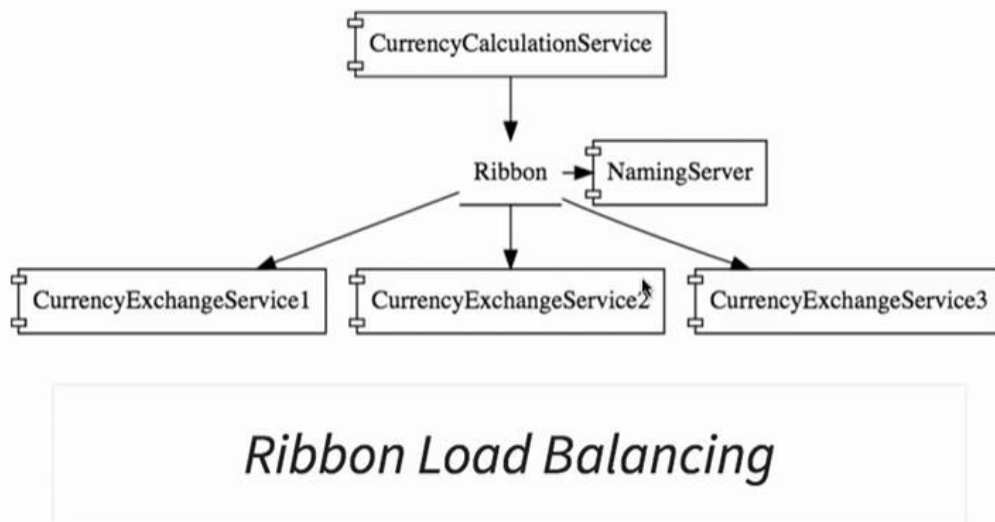 CurrencyCalculationService
Ribbon
NamingServer
CurrencyExchangeService1
CurrencyExchangeService2
CurrencyExchangeService3
Ribbon Load Balancing